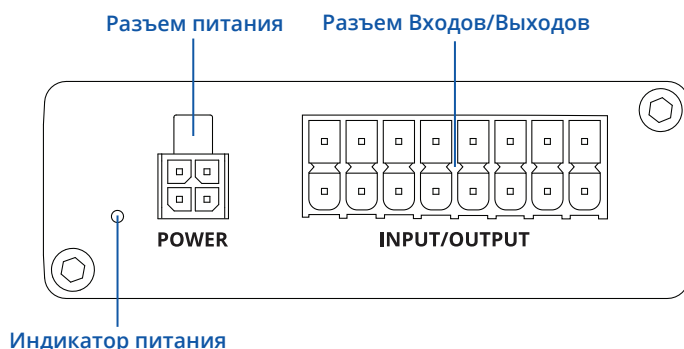 Разъем питания
Разъем Входов/Выходов
POWER
INPUT/OUTPUT
Индикатор питания